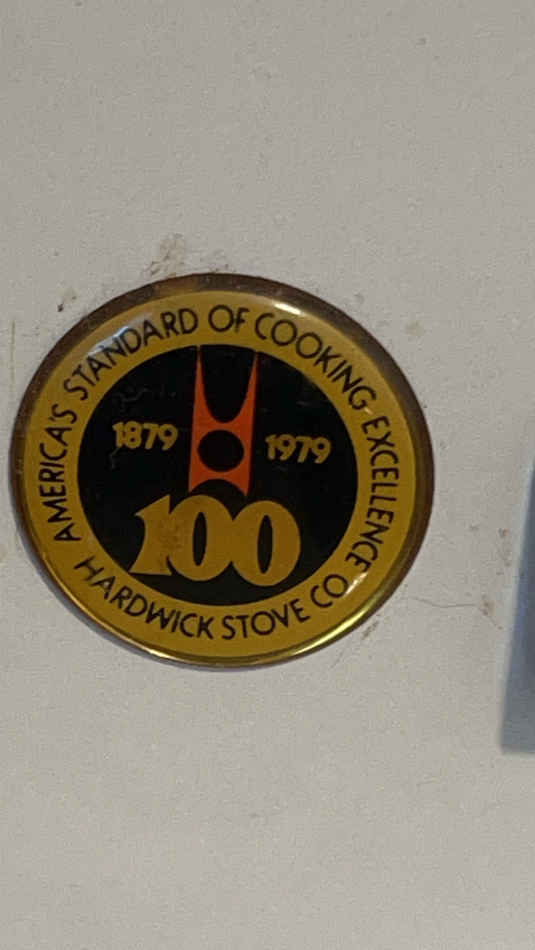 AMERICA'S STANDARD OF COOKING EXCELLENCE
1879 1979
100
HARDWICK STOVE CO